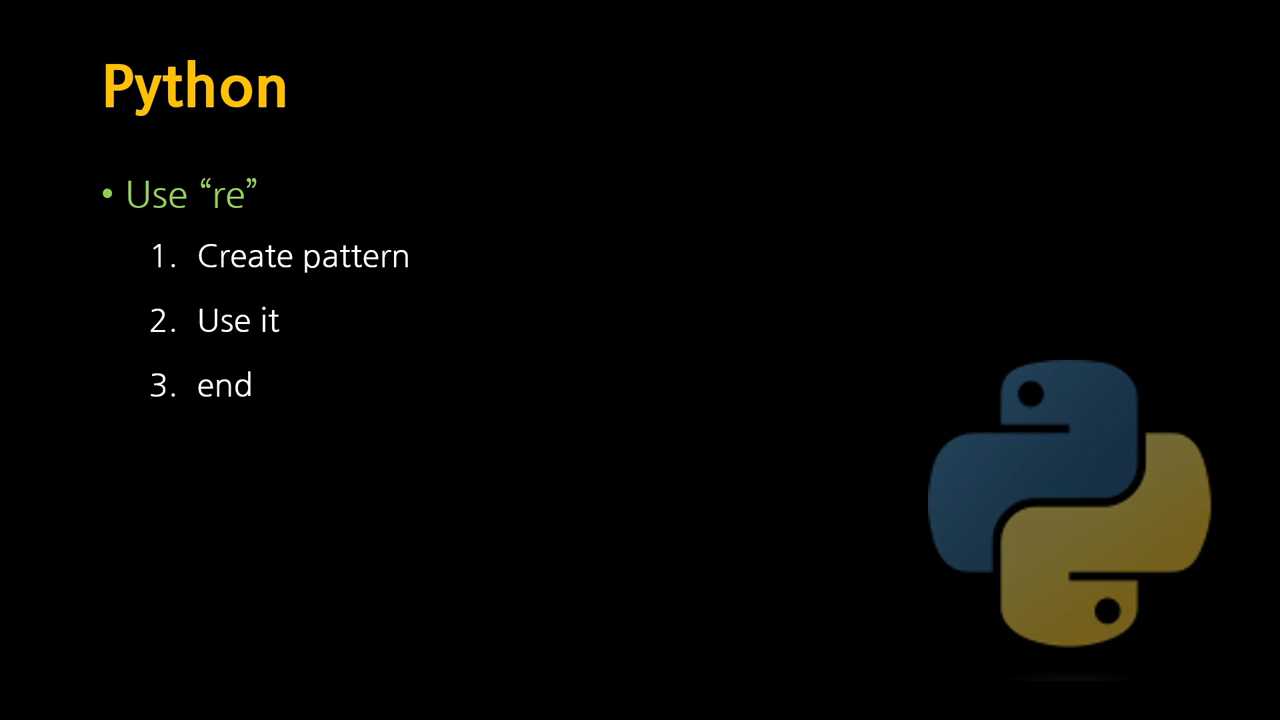 Python
• Use “re”
1. Create pattern
2. Use it
3. end